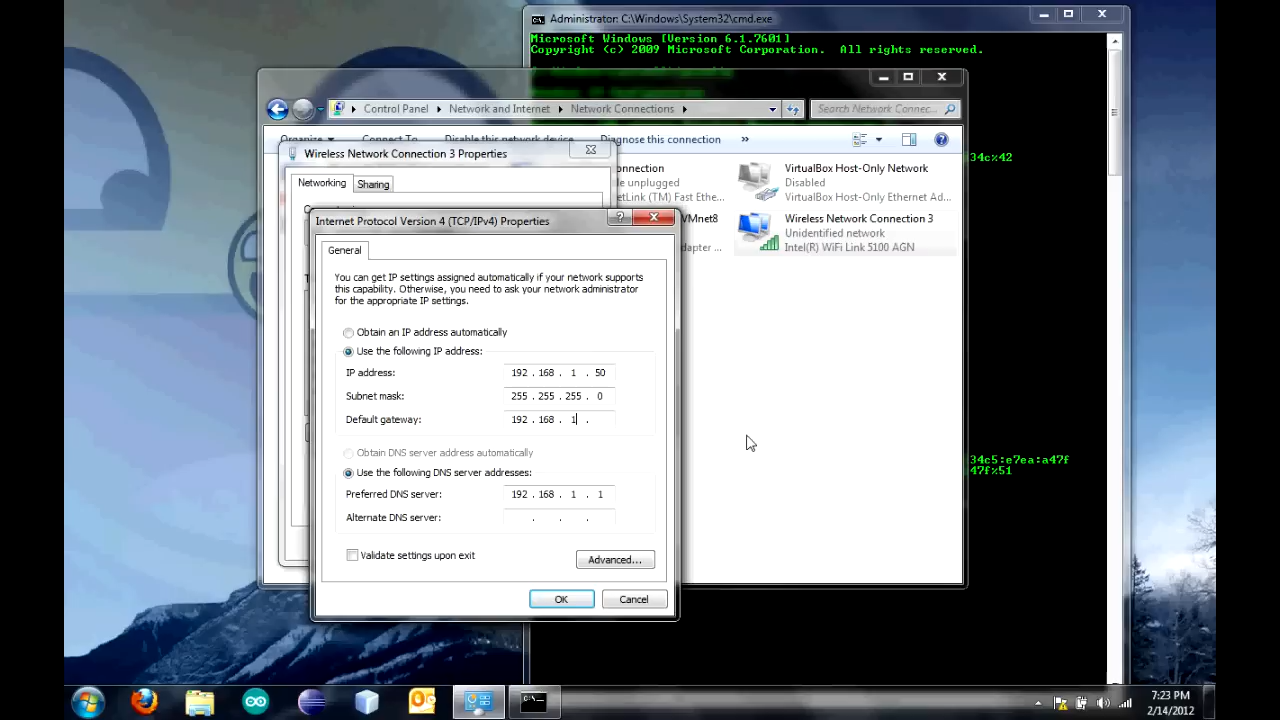 Administrator: C:\Windows\System32\cmd.exe
Microsoft Windows [Version 6.1.7601]
Copyright (c) 2009 Microsoft Corporation.  All rights reserved.
Control Panel
Network and Internet
Network Connections
Search Network Connec...
Organize
Connect To
Disable this network device
Diagnose this connection
»
Wireless Network Connection 3 Properties
Networking
Sharing
onnection
le unplugged
etLink (TM) Fast Ethe...
VMnet8
dapter ...
VirtualBox Host-Only Network
Disabled
VirtualBox Host-Only Ethernet Ad...
Wireless Network Connection 3
Unidentified network
Intel(R) WiFi Link 5100 AGN
34c%42
34c5:e7ea:a47f
47f%51
Internet Protocol Version 4 (TCP/IPv4) Properties
?
General
You can get IP settings assigned automatically if your network supports
this capability. Otherwise, you need to ask your network administrator
for the appropriate IP settings.
Obtain an IP address automatically
Use the following IP address:
IP address: 192 . 168 . 1 . 50
Subnet mask: 255 . 255 . 255 . 0
Default gateway: 192 . 168 . 1 .
Obtain DNS server address automatically
Use the following DNS server addresses:
Preferred DNS server: 192 . 168 . 1 . 1
Alternate DNS server: . . .
Validate settings upon exit
Advanced...
OK
Cancel
7:23 PM
2/14/2012